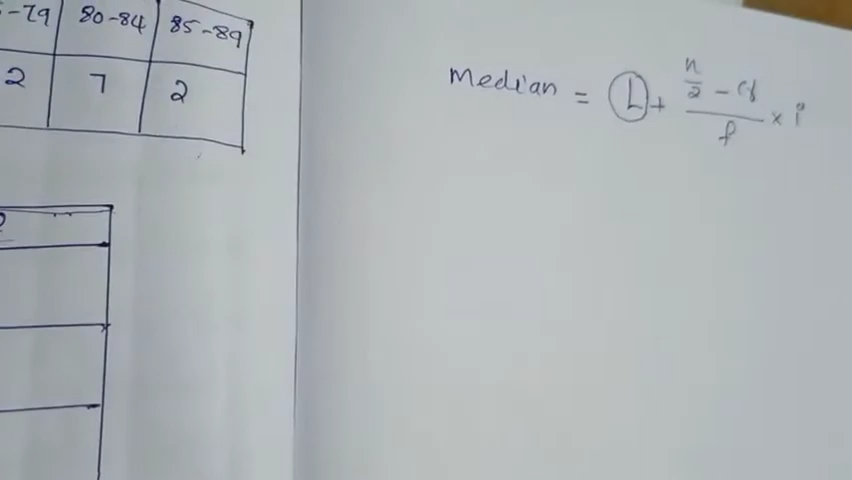 -79 80-84 85-89
2 7 2
Median = L + n/2 - cf / f × i